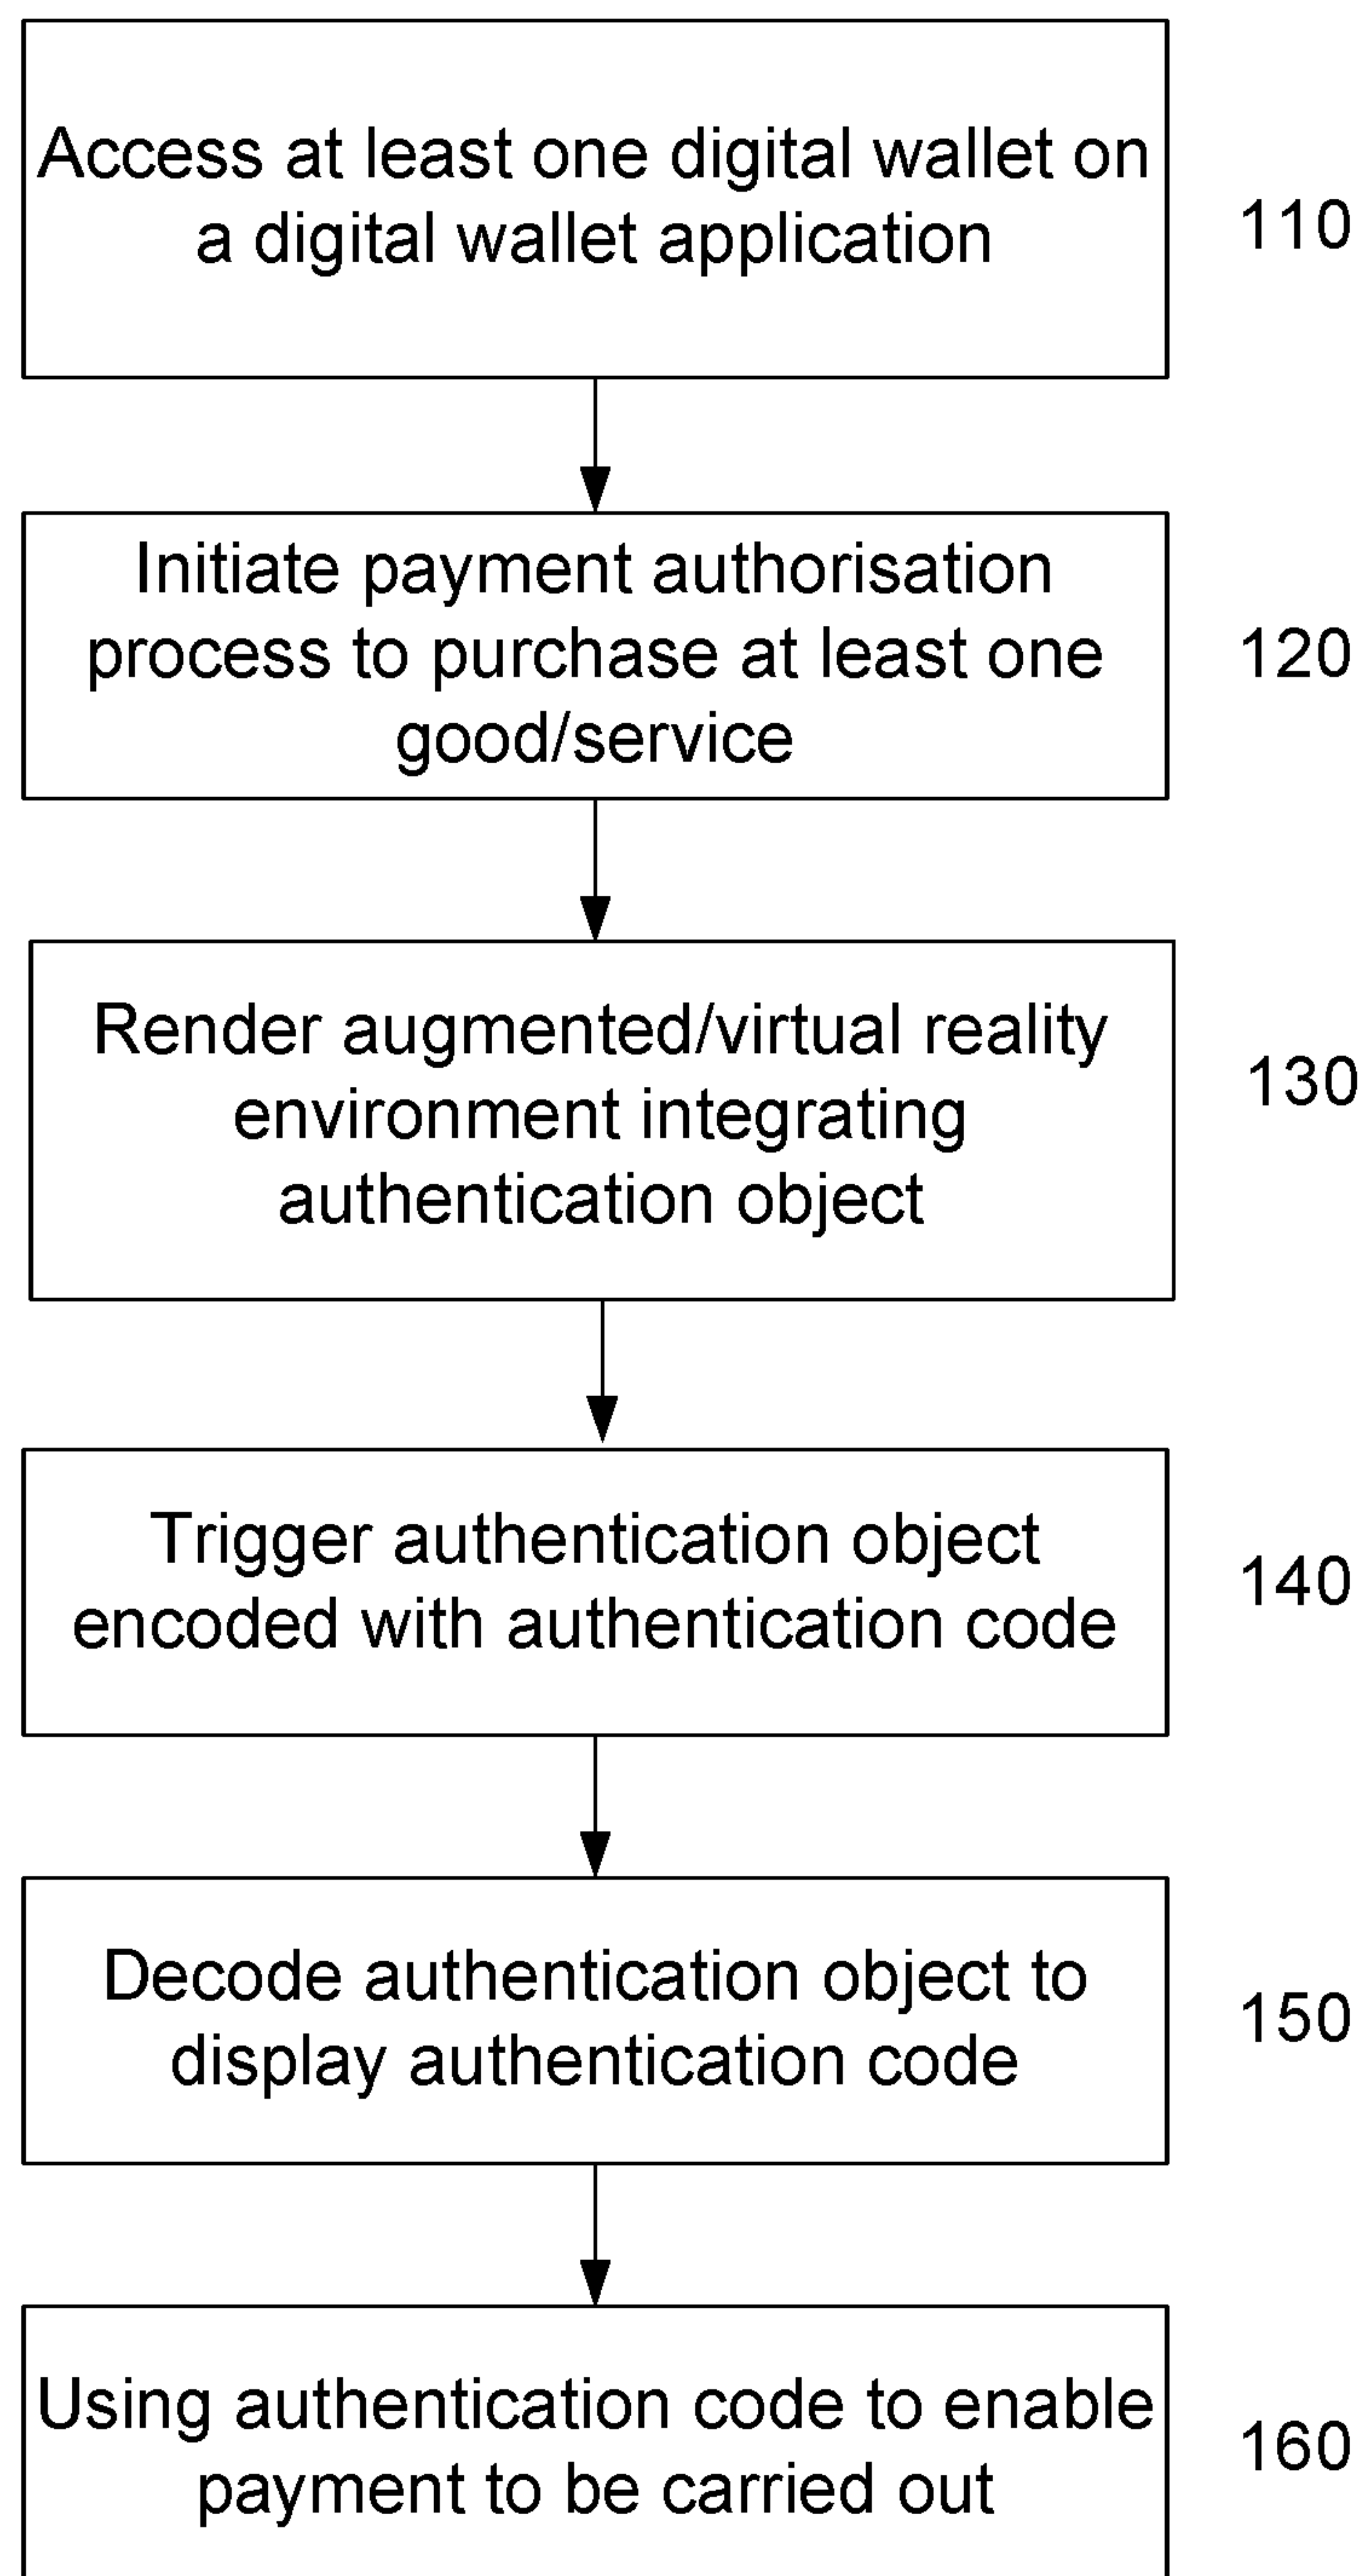 Access at least one digital wallet on
a digital wallet application
110
Initiate payment authorisation
process to purchase at least one
good/service
120
Render augmented/virtual reality
environment integrating
authentication object
130
Trigger authentication object
encoded with authentication code
140
Decode authentication object to
display authentication code
150
Using authentication code to enable
payment to be carried out
160